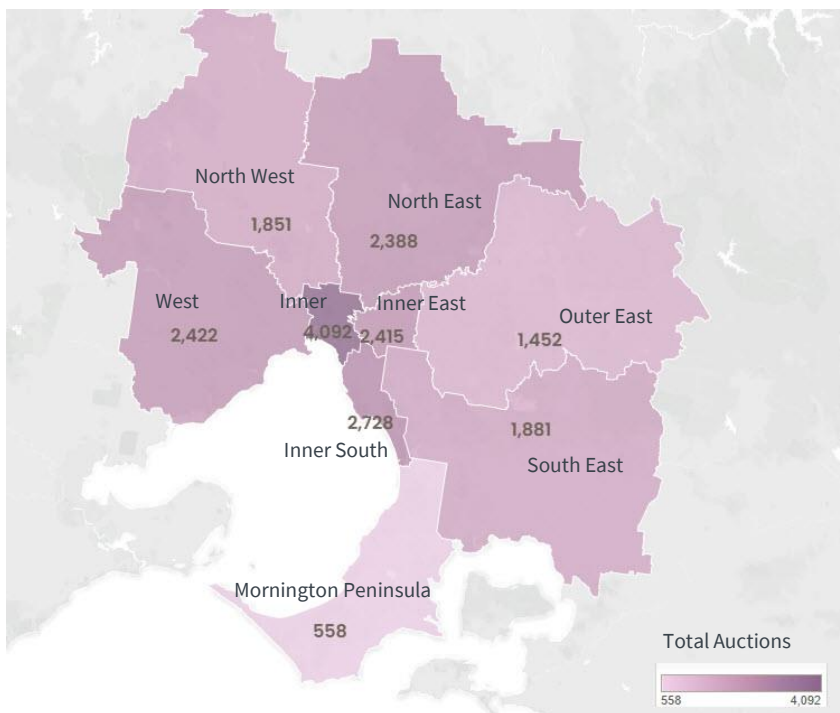 North West
1,851
North East
2,388
West
2,422
Inner
4,092
Inner East
2,415
Outer East
1,452
2,728
Inner South
1,881
South East
Mornington Peninsula
558
Total Auctions
558 4,092